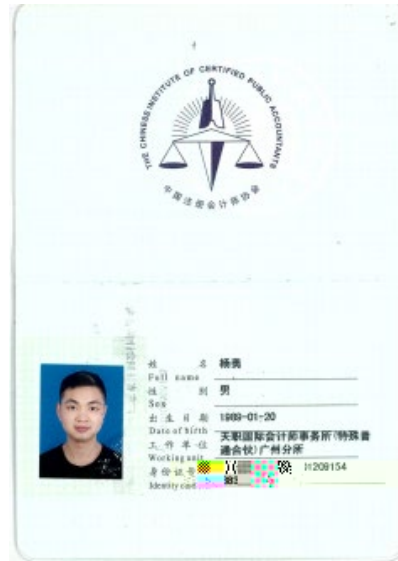 THE CHINESE INSTITUTE OF CERTIFIED PUBLIC ACCOUNTANTS
中国注册会计师协会
姓 名 杨勇
Full name
性 别 男
Sex
出生日期 1989-01-20
Date of birth
工作单位 天职国际会计师事务所(特殊普
通合伙)广州分所
Working unit
身份证号
Identity card